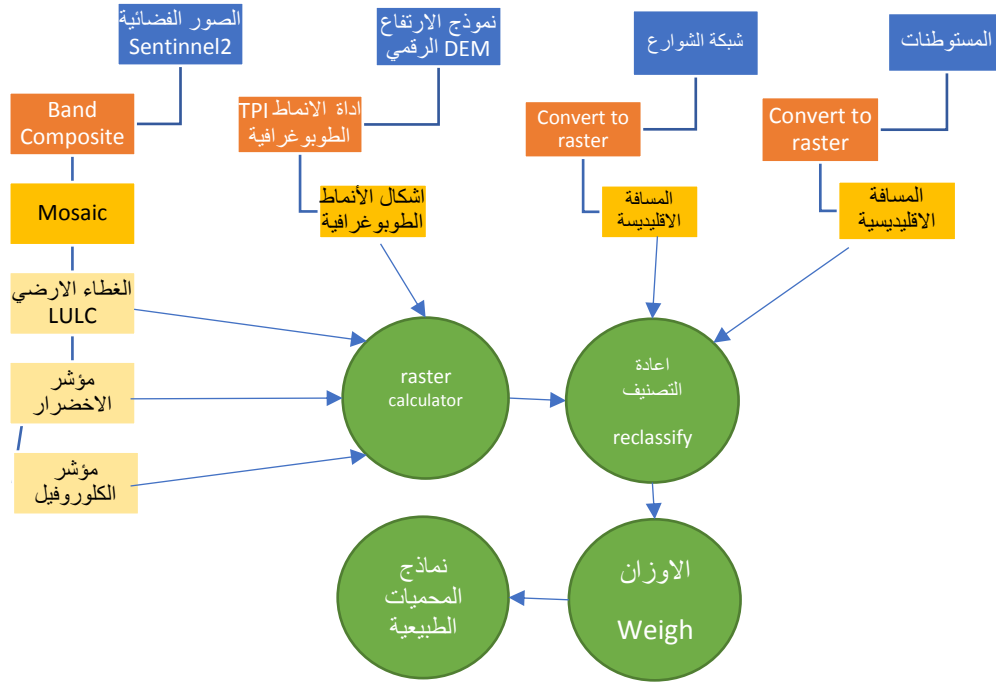 الصور الفضائية
Sentinnel2
نموذج الارتفاع
الرقمي DEM
شبكة الشوارع
المستوطنات
Band
Composite
اداة الانماط TPI
الطوبوغرافية
Convert to
raster
Convert to
raster
Mosaic
اشكال الأنماط
الطوبوغرافية
المسافة
الاقليديسة
المسافة
الاقليديسية
الغطاء الارضي
LULC
مؤشر
الاخضرار
مؤشر
الكلوروفيل
raster
calculator
اعادة
التصنيف
reclassify
نماذج
المحميات
الطبيعية
الاوزان
Weigh